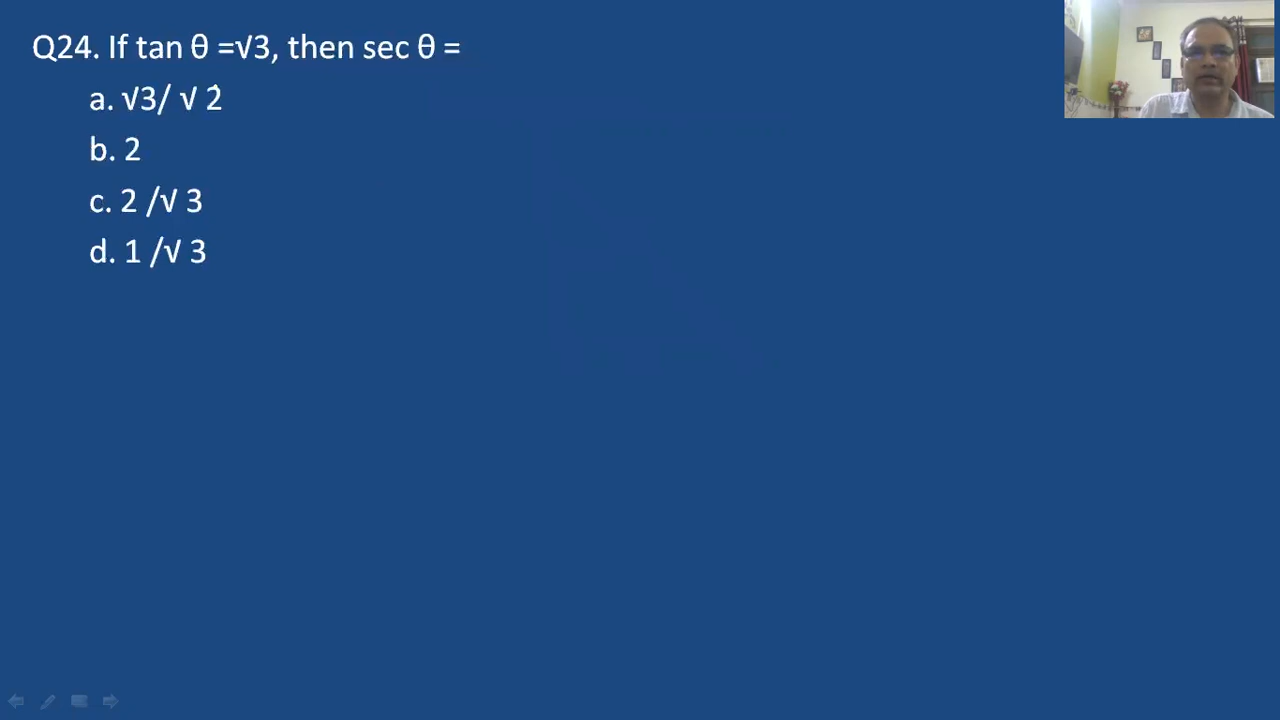 Q24. If tan θ =√3, then sec θ =
a. √3/ √ 2
b. 2
c. 2 /√ 3
d. 1 /√ 3